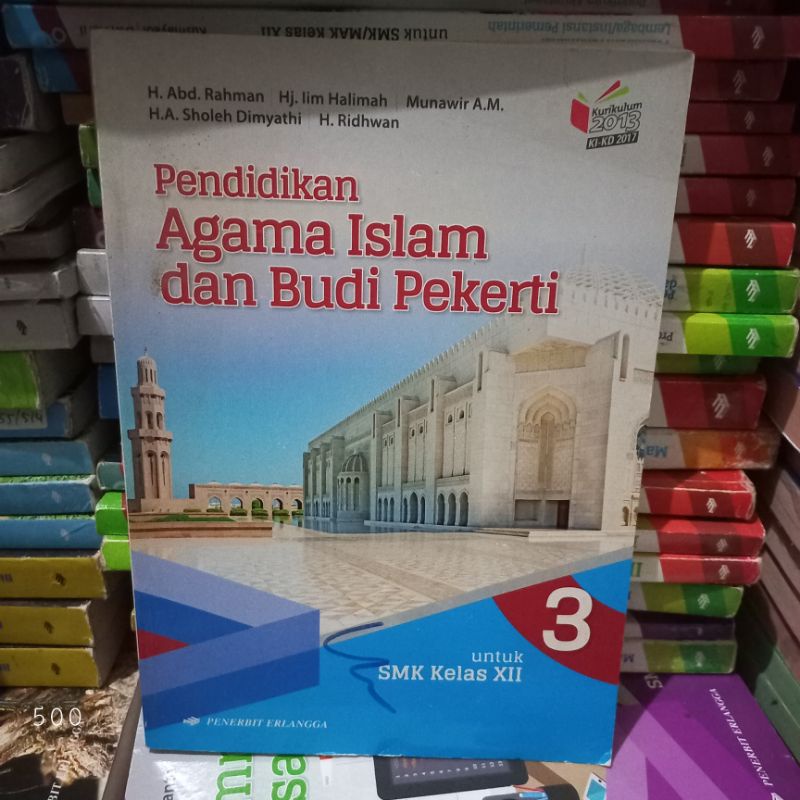 untuk SMK/MAK Kelas XII
Lembaga/Instansi Pemerintah
H. Abd. Rahman | Hj. Iim Halimah | Munawir A.M.
H.A. Sholeh Dimyathi | H. Ridhwan
Kurikulum
2013
KI-KD 2017
Pendidikan
Agama Islam
dan Budi Pekerti
3
untuk
SMK Kelas XII
PENERBIT ERLANGGA
500
PENERBIT ERLANGGA